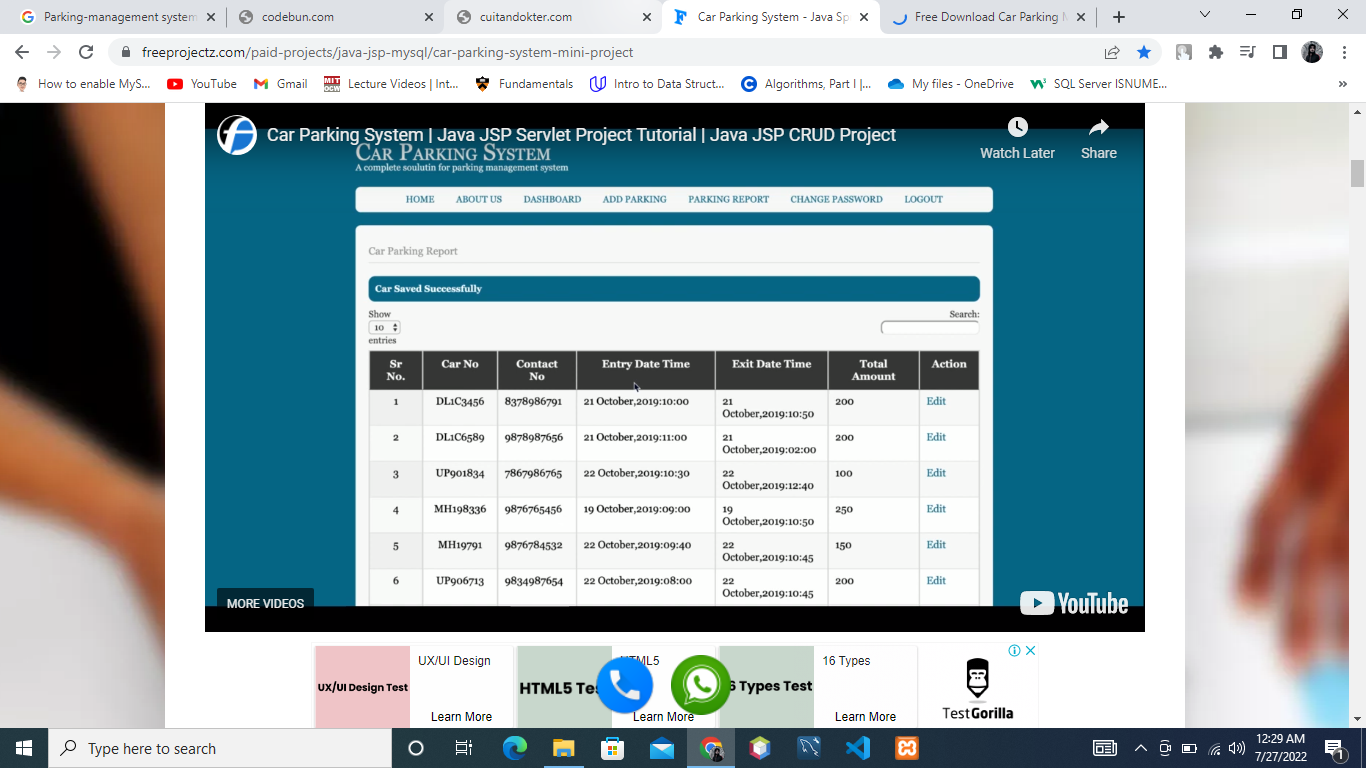 Parking-management system
codebun.com
cuitandokter.com
Car Parking System - Java Sp
Free Download Car Parking M
freeprojectz.com/paid-projects/java-jsp-mysql/car-parking-system-mini-project
How to enable MyS...
YouTube
Gmail
MIT OCW
Lecture Videos | Int...
Fundamentals
Intro to Data Struct...
Algorithms, Part I |...
My files - OneDrive
SQL Server ISNUME...
»
Car Parking System | Java JSP Servlet Project Tutorial | Java JSP CRUD Project
Watch Later
Share
CAR PARKING SYSTEM
A complete soulutin for parking management system
HOME ABOUT US DASHBOARD ADD PARKING PARKING REPORT CHANGE PASSWORD LOGOUT
Car Parking Report
Car Saved Successfully
Show
10
entries
Search:
Sr No. Car No Contact No Entry Date Time Exit Date Time Total Amount Action
1 DL1C3456 8378986791 21 October,2019:10:00 21 October,2019:10:50 200 Edit
2 DL1C6589 9878987656 21 October,2019:11:00 21 October,2019:02:00 200 Edit
3 UP901834 7867986765 22 October,2019:10:30 22 October,2019:12:40 100 Edit
4 MH198336 9876765456 19 October,2019:09:00 19 October,2019:10:50 250 Edit
5 MH19791 9876784532 22 October,2019:09:40 22 October,2019:10:45 150 Edit
6 UP906713 9834987654 22 October,2019:08:00 22 October,2019:10:45 200 Edit
MORE VIDEOS
YouTube
UX/UI Design Test
UX/UI Design
Learn More
HTML5 Te
HTML5
Learn More
6 Types Test
16 Types
Learn More
TestGorilla
Type here to search
12:29 AM
7/27/2022
1